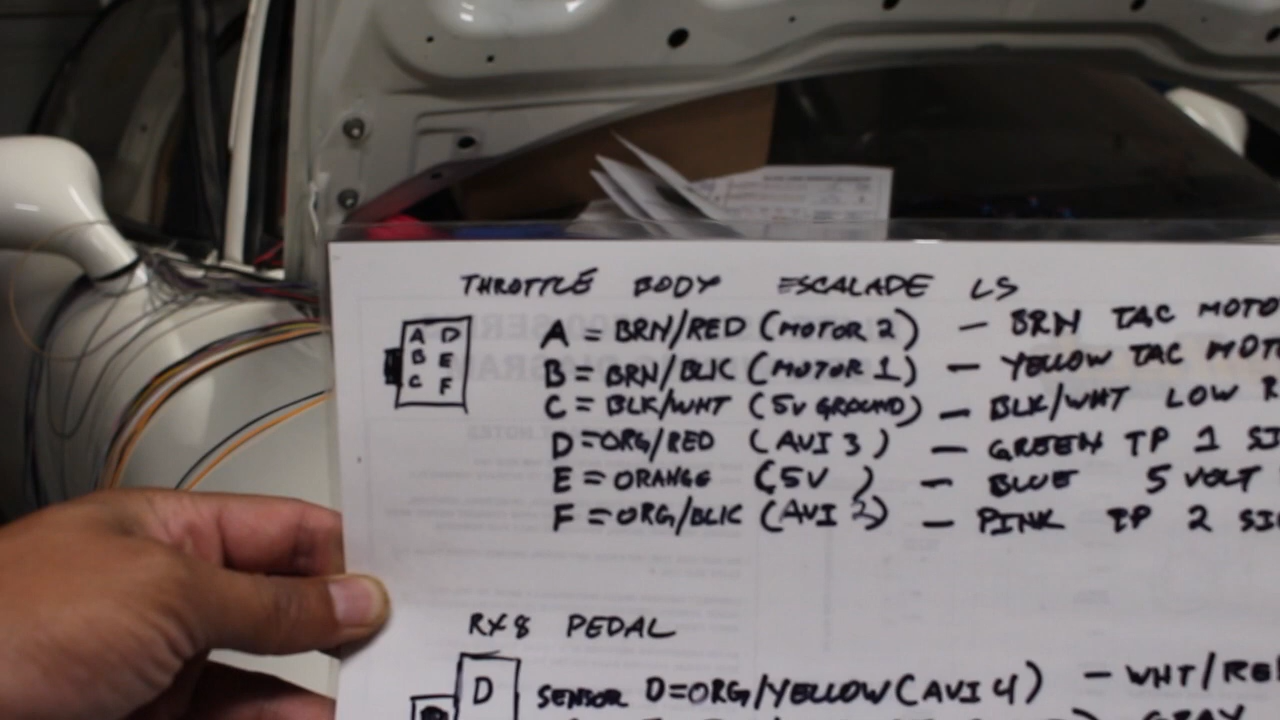 THROTTLE BODY ESCALADE LS
A D
B E
C F
A = BRN/RED (MOTOR 2) — BRN TAC MOTO
B = BRN/BLK (MOTOR 1) — YELLOW TAC MOT
C = BLK/WHT (5V GROUND) — BLK/WHT LOW R
D = ORG/RED (AVI 3) — GREEN TP 1 SI
E = ORANGE (5V ) — BLUE 5 VOLT
F = ORG/BLK (AVI 2) — PINK TP 2 SI
RX8 PEDAL
D
SENSOR D=ORG/YELLOW (AVI 4) — WHT/RE
GRAY